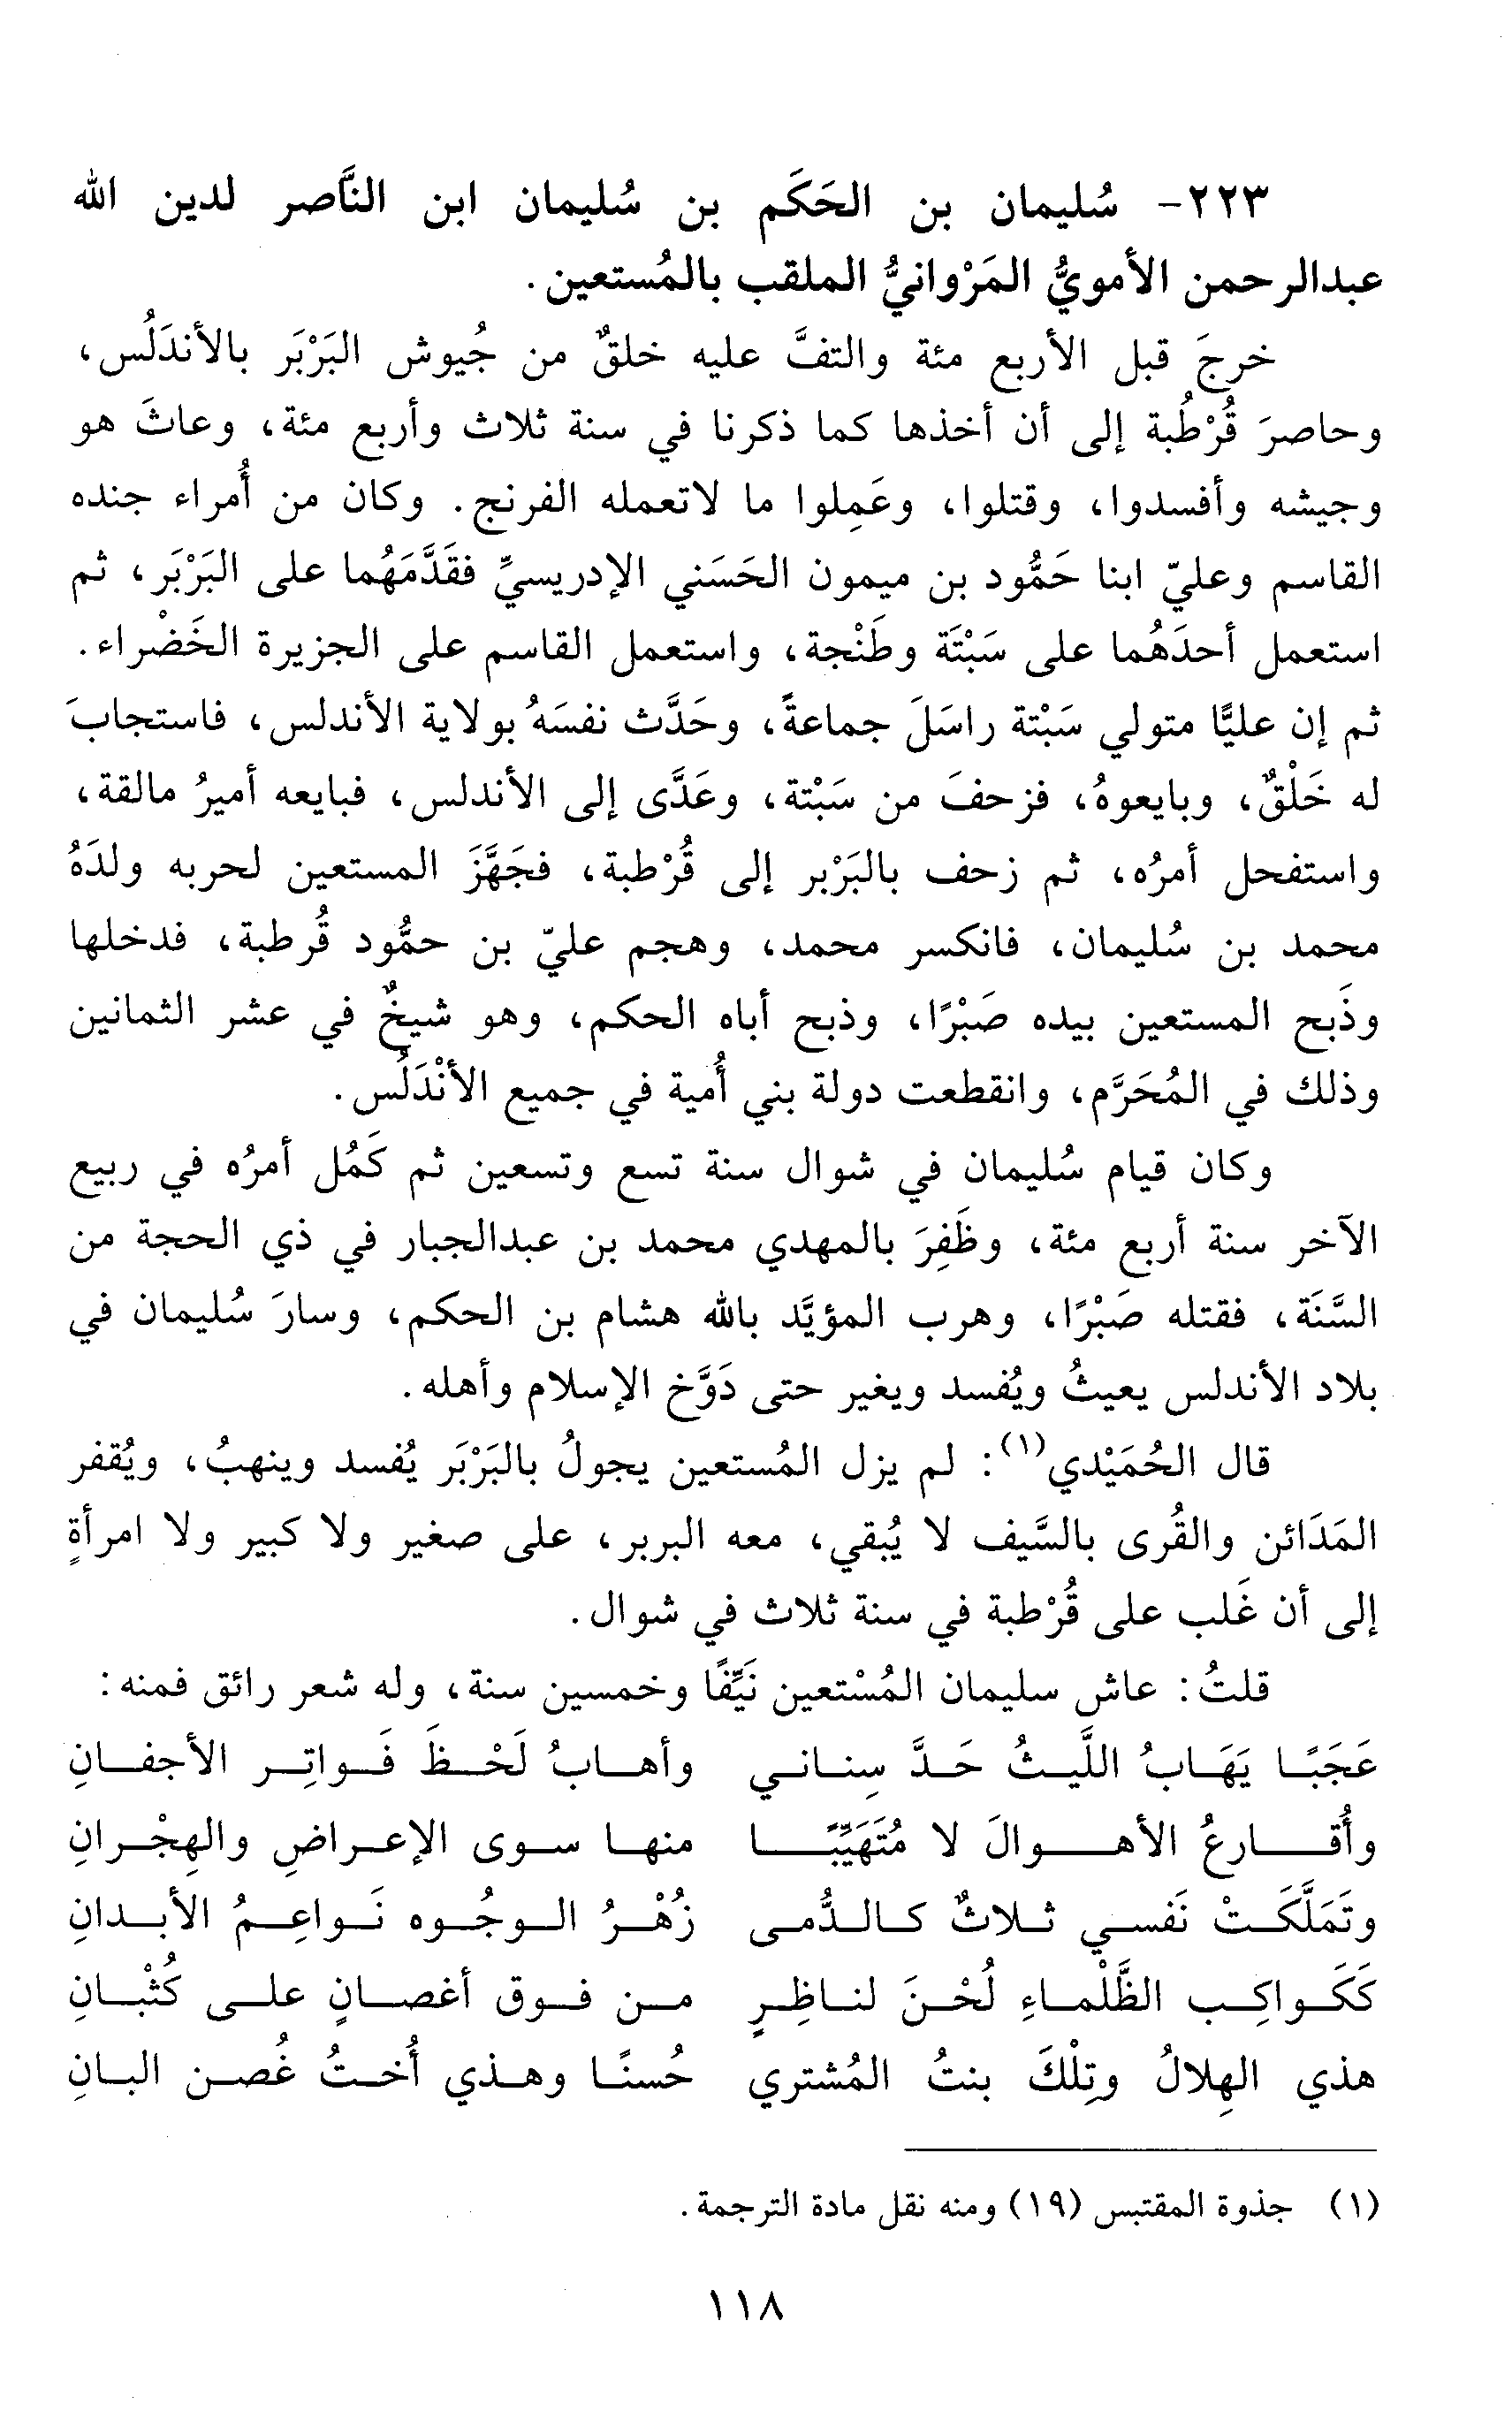 ٢٢٣- سُليمان بن الحَكَم بن سُليمان ابن النَّاصر لدين الله
عبدالرحمن الأمويُّ المَرْوانيُّ الملقب بالمُستعين.
خرجَ قبل الأربع مئة والتفَّ عليه خلقٌ من جُيوش البَرْبَر بالأندَلُس،
وحاصرَ قُرْطُبة إلى أن أخذها كما ذكرنا في سنة ثلاث وأربع مئة، وعاثَ هو
وجيشه وأفسدوا، وقتلوا، وعَمِلوا ما لاتعمله الفرنج. وكان من أُمراء جنده
القاسم وعليّ ابنا حَمُّود بن ميمون الحَسَني الإدريسيِّ فقَدَّمَهُما على البَرْبَر، ثم
استعمل أحدَهُما على سَبْتَة وطَنْجة، واستعمل القاسم على الجزيرة الخَضْراء.
ثم إن عليًّا متولي سَبْتة راسَلَ جماعةً، وحَدَّث نفسَهُ بولاية الأندلس، فاستجابَ
له خَلْقٌ، وبايعوهُ، فزحفَ من سَبْتة، وعَدَّى إلى الأندلس، فبايعه أميرُ مالقة،
واستفحل أمرُه، ثم زحف بالبَرْبر إلى قُرْطبة، فجَهَّزَ المستعين لحربه ولدَهُ
محمد بن سُليمان، فانكسر محمد، وهجم عليّ بن حمُّود قُرطبة، فدخلها
وذَبح المستعين بيده صَبْرًا، وذبح أباه الحكم، وهو شيخٌ في عشر الثمانين
وذلك في المُحَرَّم، وانقطعت دولة بني أُمية في جميع الأنْدَلُس.
وكان قيام سُليمان في شوال سنة تسع وتسعين ثم كَمُل أمرُه في ربيع
الآخر سنة أربع مئة، وظَفِرَ بالمهدي محمد بن عبدالجبار في ذي الحجة من
السَّنَة، فقتله صَبْرًا، وهرب المؤيَّد بالله هشام بن الحكم، وسارَ سُليمان في
بلاد الأندلس يعيثُ ويُفسد ويغير حتى دَوَّخ الإسلام وأهله.
قال الحُمَيْدي(١): لم يزل المُستعين يجولُ بالبَرْبَر يُفسد وينهبُ، ويُقفر
المَدَائن والقُرى بالسَّيف لا يُبقي، معه البربر، على صغير ولا كبير ولا امرأةٍ
إلى أن غَلب على قُرْطبة في سنة ثلاث في شوال.
قلتُ: عاش سليمان المُسْتعين نَيِّفًا وخمسين سنة، وله شعر رائق فمنه:
عَجَبًا يَهَابُ اللَّيثُ حَدَّ سِناني وأهابُ لَحْظَ فَواتِر الأجفانِ
وأُقارعُ الأهوالَ لا مُتَهَيِّبًا منها سوى الإعراضِ والهِجْرانِ
وتَمَلَّكَتْ نَفسي ثلاثٌ كالدُّمى زُهْرُ الوجُوه نَواعِمُ الأبدانِ
كَكَواكِب الظَّلْماءِ لُحْنَ لناظِرٍ من فوق أغصانٍ على كُثْبانِ
هذي الهِلالُ وتِلْكَ بنتُ المُشتري حُسنًا وهذي أُختُ غُصن البانِ
(١) جذوة المقتبس (١٩) ومنه نقل مادة الترجمة.
١١٨